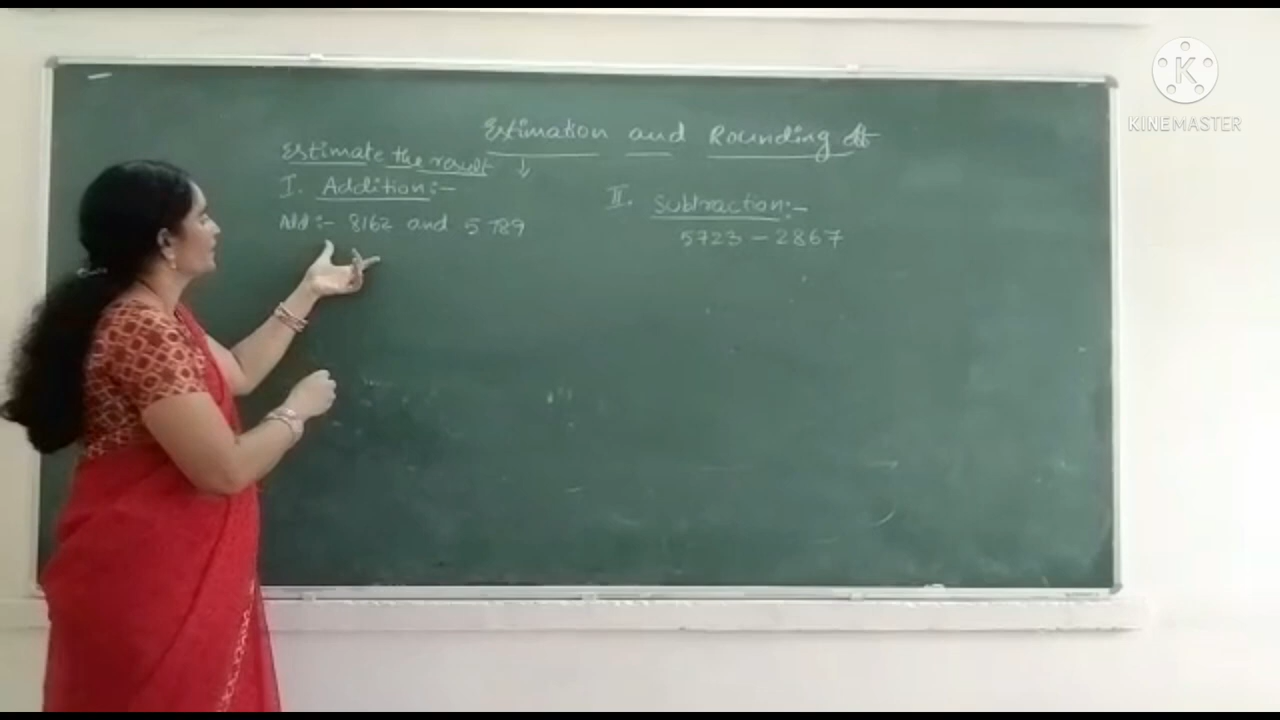 Estimation and Rounding off
Estimate the result ↓
I. Addition:-
Add:- 8162 and 5789
II. Subtraction:-
5723 - 2867
KINEMASTER